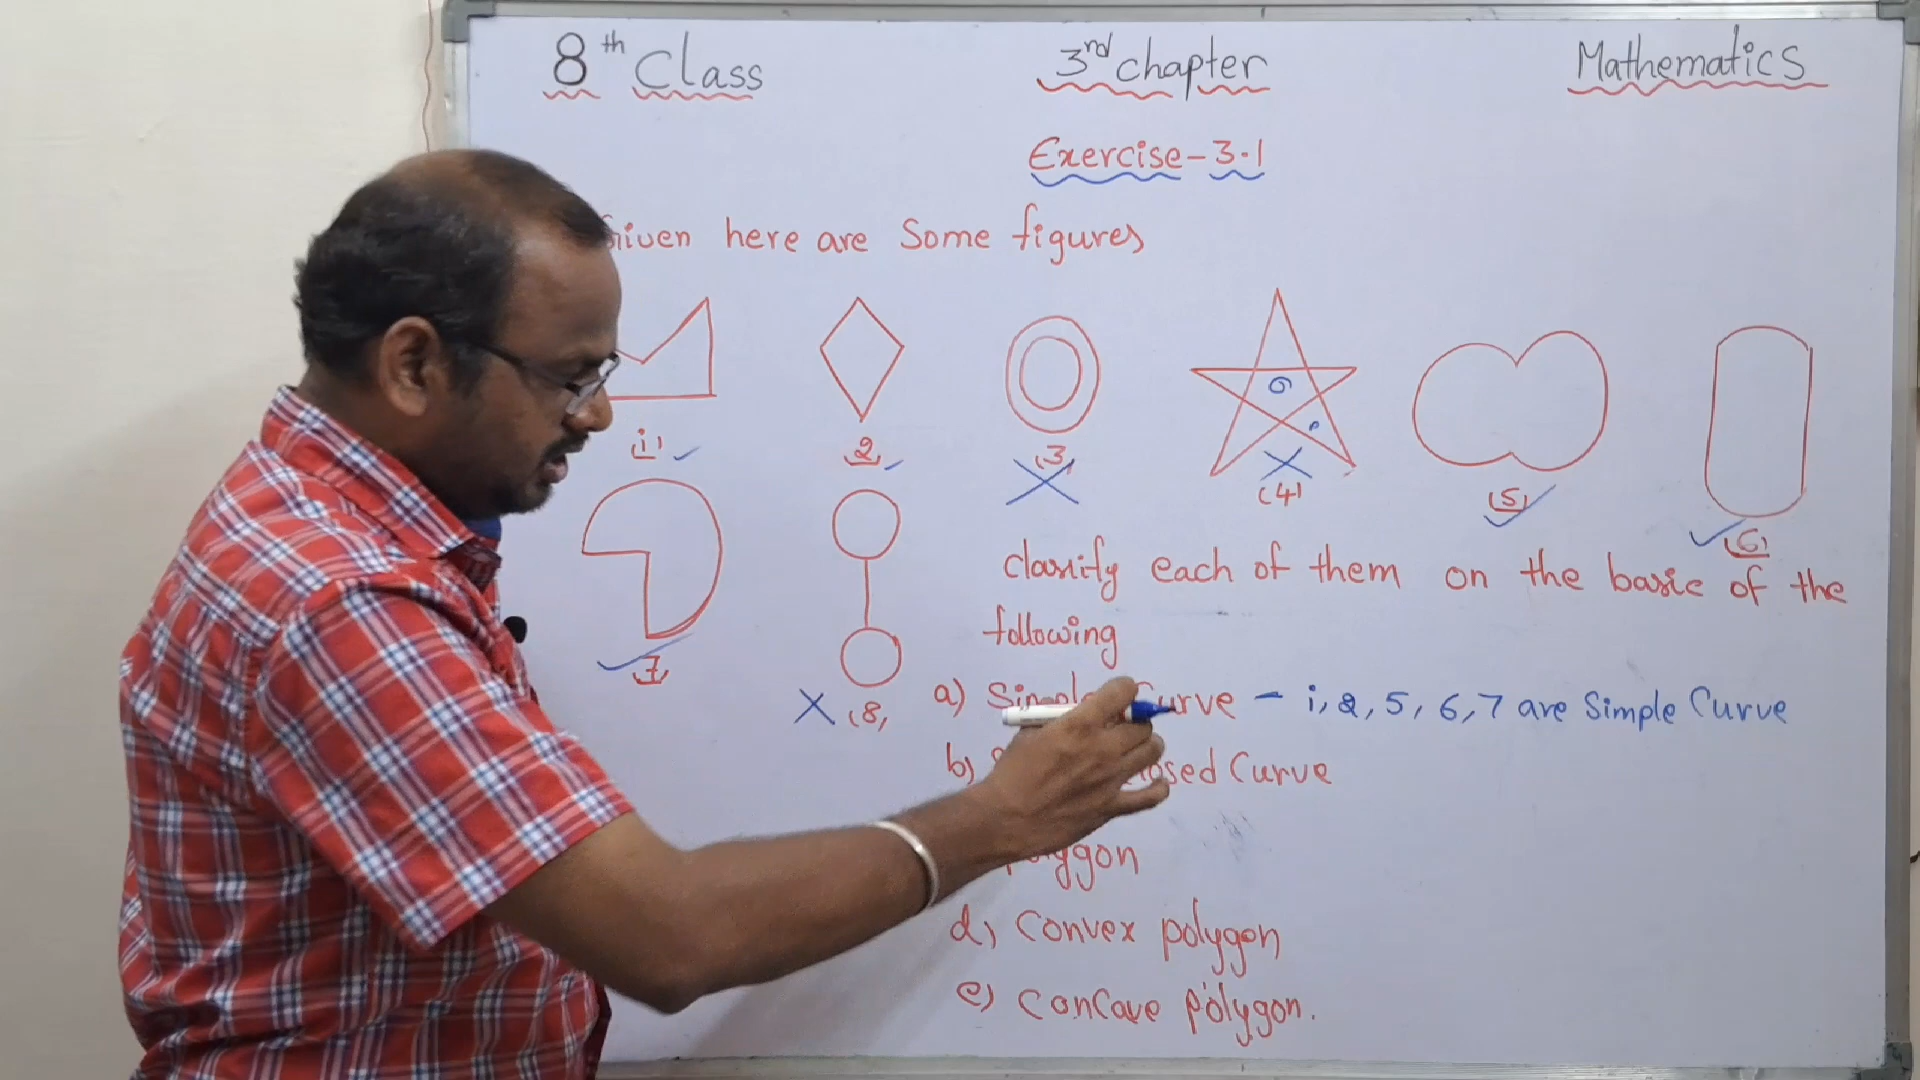 8th Class 3rd chapter Mathematics
Exercise-3.1
Given here are Some figures
(1) (2) (3) (4) (5) (6)
(7) (8)
classify each of them on the basic of the
following
a) Simple Curve - 1, 2, 5, 6, 7 are Simple Curve
b) Closed Curve
polygon
d) Convex polygon
e) Concave polygon.